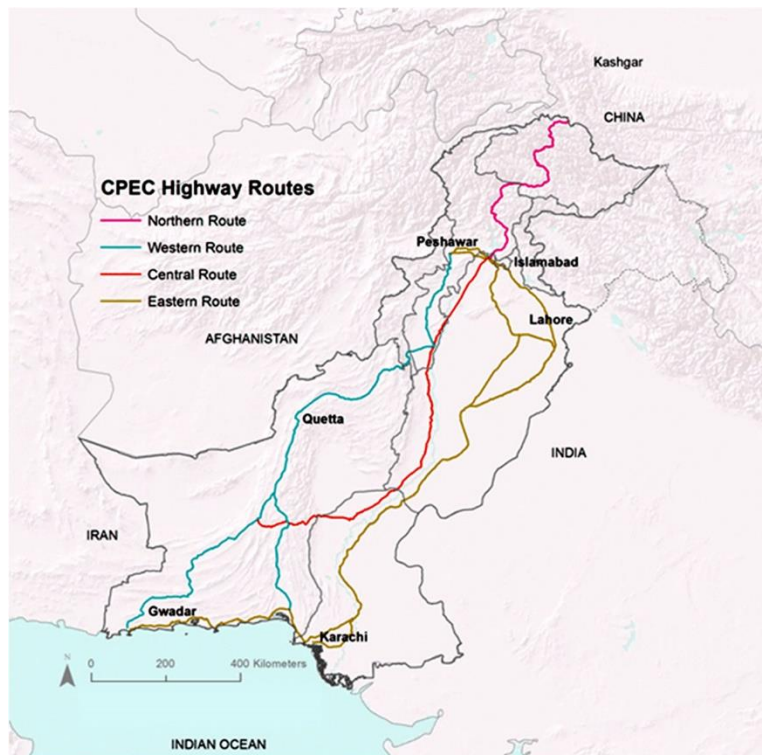 Kashgar
CHINA
CPEC Highway Routes
Northern Route
Western Route
Central Route
Eastern Route
Peshawar
Islamabad
Lahore
AFGHANISTAN
Quetta
INDIA
IRAN
Gwadar
Karachi
N
0 200 400 Kilometers
INDIAN OCEAN